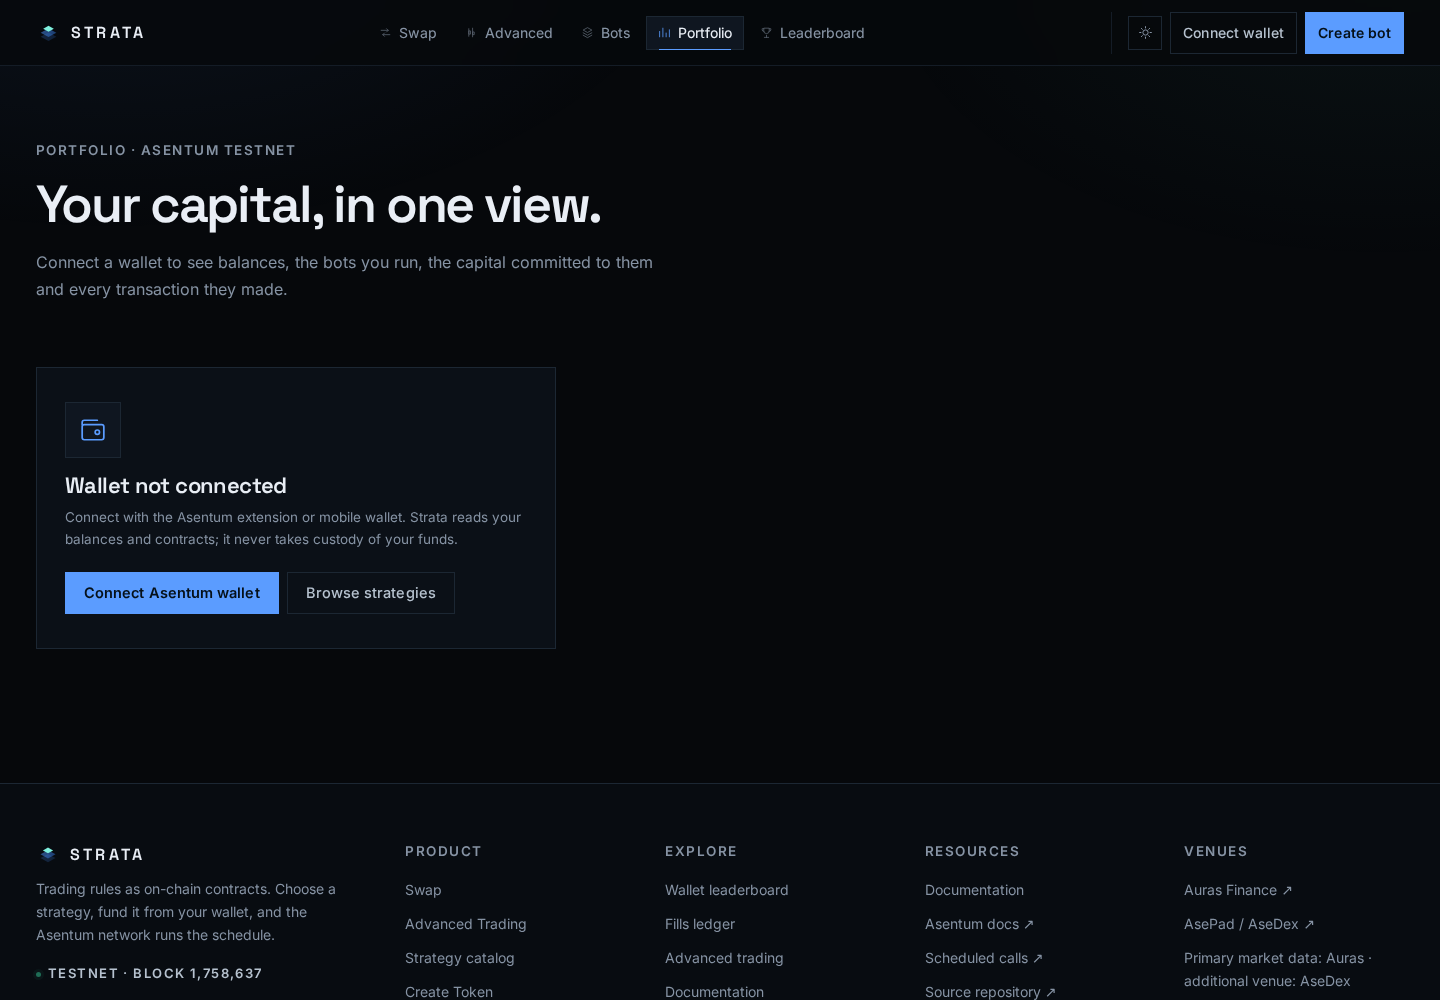 STRATA
Swap
Advanced
Bots
Portfolio
Leaderboard
Connect wallet
Create bot
PORTFOLIO · ASENTUM TESTNET
Your capital, in one view.
Connect a wallet to see balances, the bots you run, the capital committed to them
and every transaction they made.
Wallet not connected
Connect with the Asentum extension or mobile wallet. Strata reads your
balances and contracts; it never takes custody of your funds.
Connect Asentum wallet
Browse strategies
STRATA
Trading rules as on-chain contracts. Choose a
strategy, fund it from your wallet, and the
Asentum network runs the schedule.
TESTNET · BLOCK 1,758,637
PRODUCT
Swap
Advanced Trading
Strategy catalog
Create Token
EXPLORE
Wallet leaderboard
Fills ledger
Advanced trading
Documentation
RESOURCES
Documentation
Asentum docs ↗
Scheduled calls ↗
Source repository ↗
VENUES
Auras Finance ↗
AsePad / AseDex ↗
Primary market data: Auras ·
additional venue: AseDex